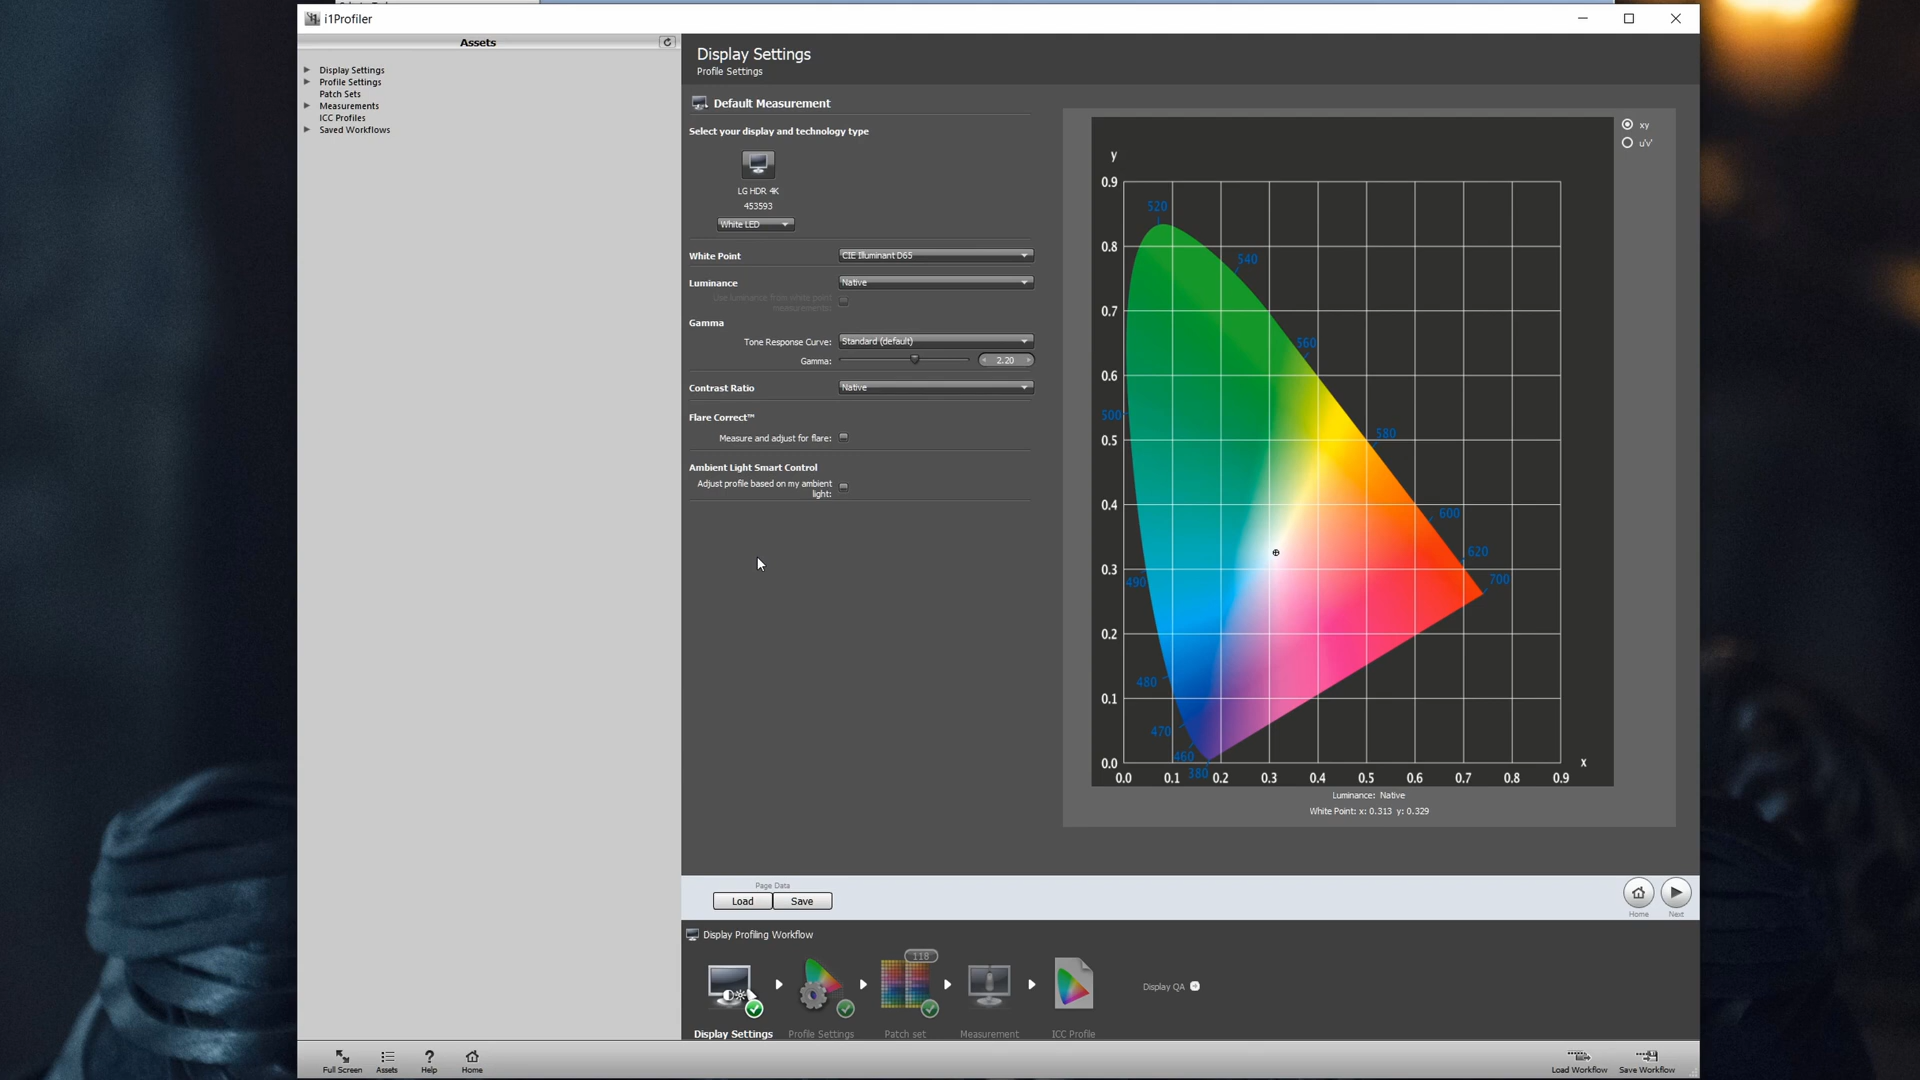 i1Profiler
Assets
Display Settings
Profile Settings
Patch Sets
Measurements
ICC Profiles
Saved Workflows
Display Settings
Profile Settings
Default Measurement
Select your display and technology type
LG HDR 4K
453593
White LED
White Point
CIE Illuminant D65
Luminance
Native
Use luminance from white point
measurements:
Gamma
Tone Response Curve:
Standard (default)
Gamma:
2.20
Contrast Ratio
Native
Flare Correct™
Measure and adjust for flare:
Ambient Light Smart Control
Adjust profile based on my ambient
light:
xy
u'v'
y
0.9
0.8
0.7
0.6
0.5
0.4
0.3
0.2
0.1
0.0
520
540
560
500
580
600
620
490
700
480
470
460
380
x
0.0 0.1 0.2 0.3 0.4 0.5 0.6 0.7 0.8 0.9
Luminance: Native
White Point: x: 0.313 y: 0.329
Page Data
Load
Save
Home
Next
Display Profiling Workflow
118
Display QA
Display Settings
Profile Settings
Patch set
Measurement
ICC Profile
Full Screen
Assets
Help
Home
Load Workflow
Save Workflow